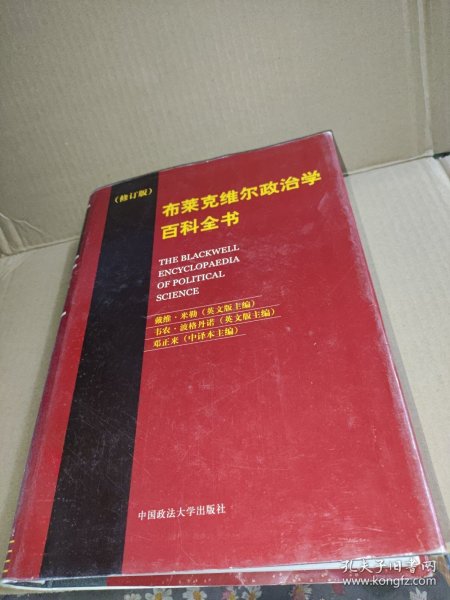 （修订版）
布莱克维尔政治学
百科全书
THE BLACKWELL
ENCYCLOPAEDIA
OF POLITICAL
SCIENCE
戴维·米勒（英文版主编）
韦农·波格丹诺（英文版主编）
邓正来（中译本主编）
中国政法大学出版社
孔夫子旧书网
www.kongfz.com